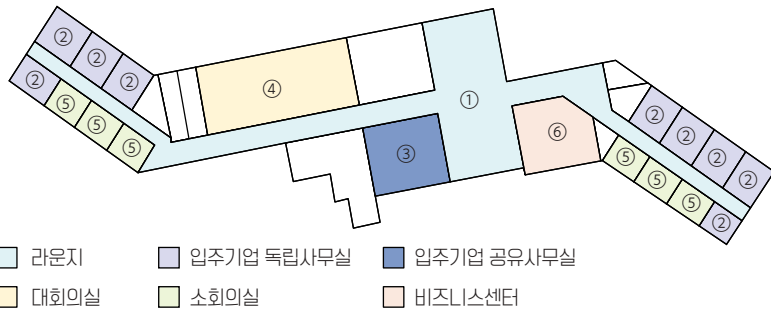 ①
② ② ②
④
② ⑤ ⑤ ⑤
③
⑥
② ② ② ②
⑤ ⑤ ⑤ ②
라운지 입주기업 독립사무실 입주기업 공유사무실
대회의실 소회의실 비즈니스센터